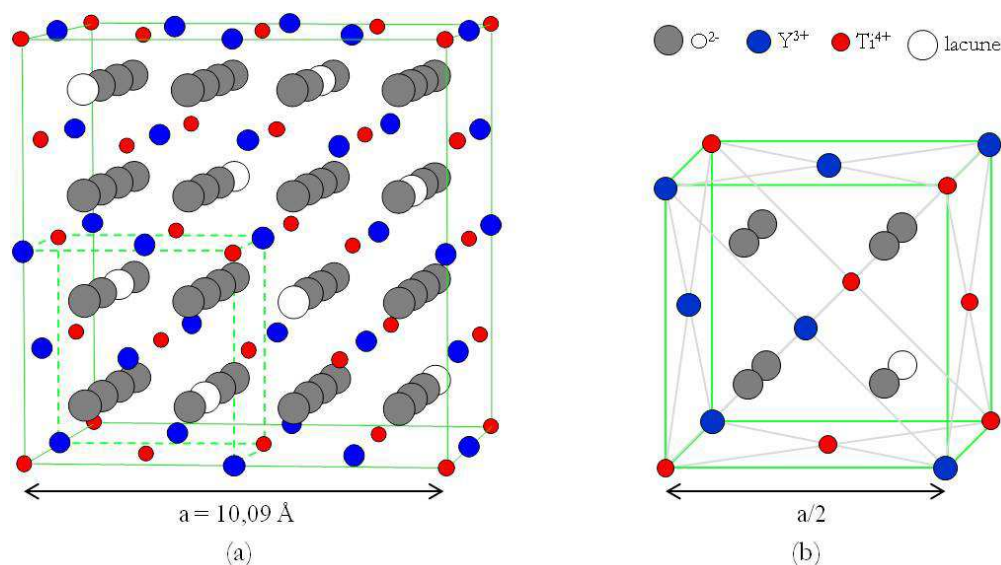 O²⁻ Y³⁺ Ti⁴⁺ lacune
a = 10,09 Å
a/2
(a)
(b)